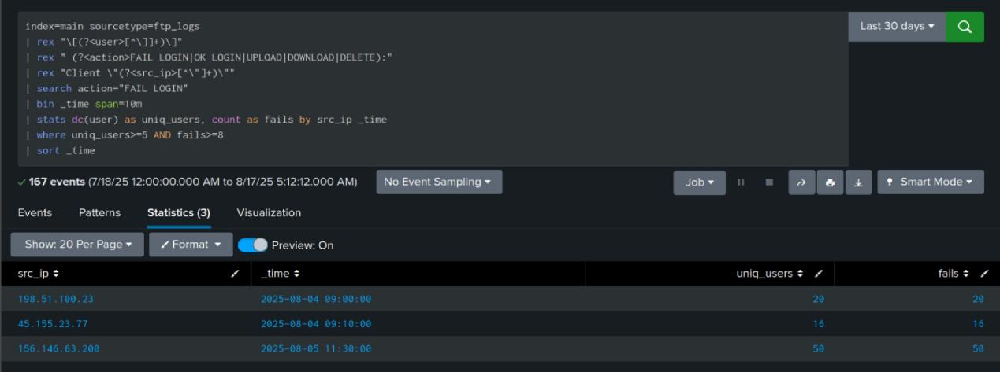 index=main sourcetype=ftp_logs
| rex "\[(?<user>[^\]]+)\]"
| rex " (?<action>FAIL LOGIN|OK LOGIN|UPLOAD|DOWNLOAD|DELETE):"
| rex "Client \"(?<src_ip>[^\"]+)\""
| search action="FAIL LOGIN"
| bin _time span=10m
| stats dc(user) as uniq_users, count as fails by src_ip _time
| where uniq_users>=5 AND fails>=8
| sort _time
Last 30 days
167 events (7/18/25 12:00:00.000 AM to 8/17/25 5:12:12.000 AM) No Event Sampling Job Smart Mode
Events Patterns Statistics (3) Visualization
Show: 20 Per Page Format Preview: On
src_ip _time uniq_users fails
198.51.100.23 2025-08-04 09:00:00 20 20
45.155.23.77 2025-08-04 09:10:00 16 16
156.146.63.200 2025-08-05 11:30:00 50 50